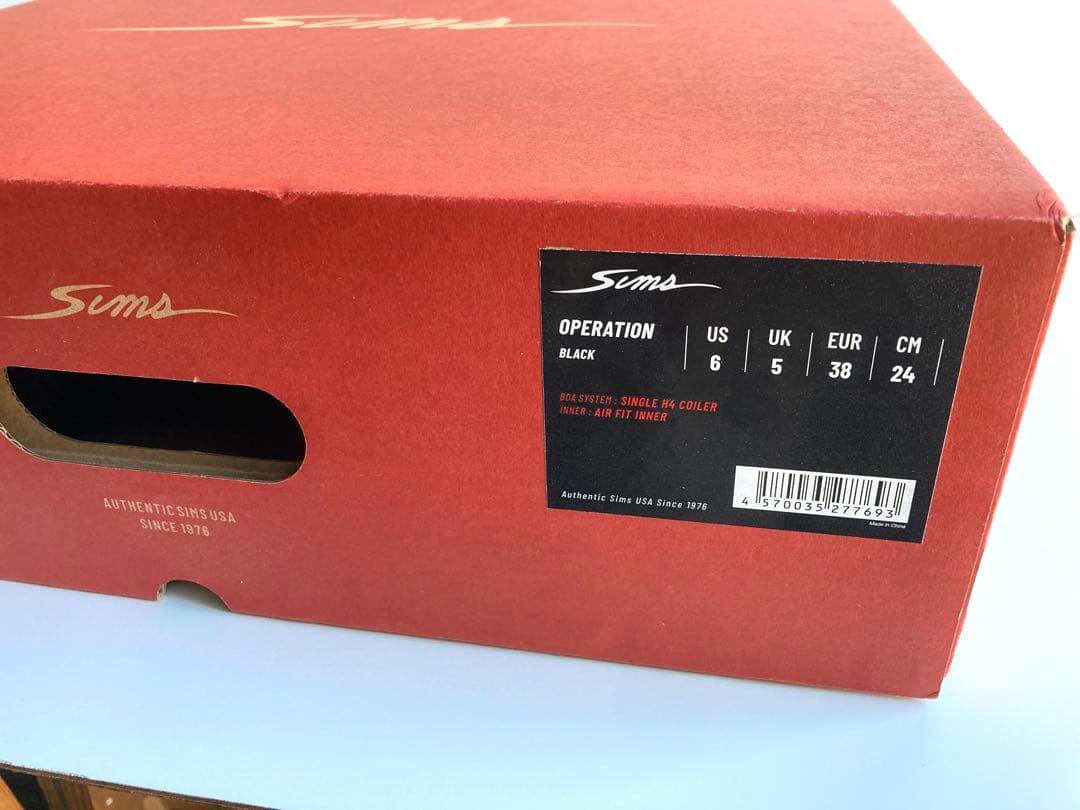 Sims
Sims
AUTHENTIC SIMS USA
SINCE 1976
Sims
OPERATION
BLACK
US UK EUR CM
6 5 38 24
BOA SYSTEM : SINGLE H4 COILER
INNER : AIR FIT INNER
Authentic Sims USA Since 1976
4 570035 277693
Made in China